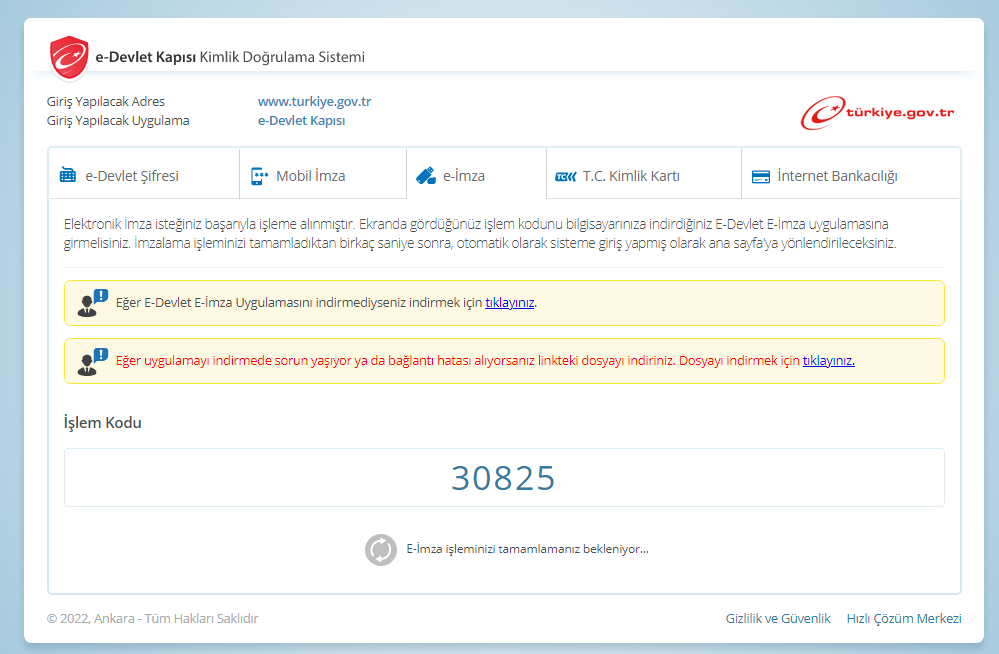 e-Devlet Kapısı Kimlik Doğrulama Sistemi
Giriş Yapılacak Adres www.turkiye.gov.tr
Giriş Yapılacak Uygulama e-Devlet Kapısı
türkiye.gov.tr
e-Devlet Şifresi Mobil İmza e-İmza T.C. Kimlik Kartı İnternet Bankacılığı
Elektronik İmza isteğiniz başarıyla işleme alınmıştır. Ekranda gördüğünüz işlem kodunu bilgisayarınıza indirdiğiniz E-Devlet E-İmza uygulamasına
girmelisiniz. İmzalama işleminizi tamamladıktan birkaç saniye sonra, otomatik olarak sisteme giriş yapmış olarak ana sayfa'ya yönlendirileceksiniz.
Eğer E-Devlet E-İmza Uygulamasını indirmediyseniz indirmek için tıklayınız.
Eğer uygulamayı indirmede sorun yaşıyor ya da bağlantı hatası alıyorsanız linkteki dosyayı indiriniz. Dosyayı indirmek için tıklayınız.
İşlem Kodu
30825
E-İmza işleminizi tamamlamanız bekleniyor...
© 2022, Ankara - Tüm Hakları Saklıdır Gizlilik ve Güvenlik Hızlı Çözüm Merkezi